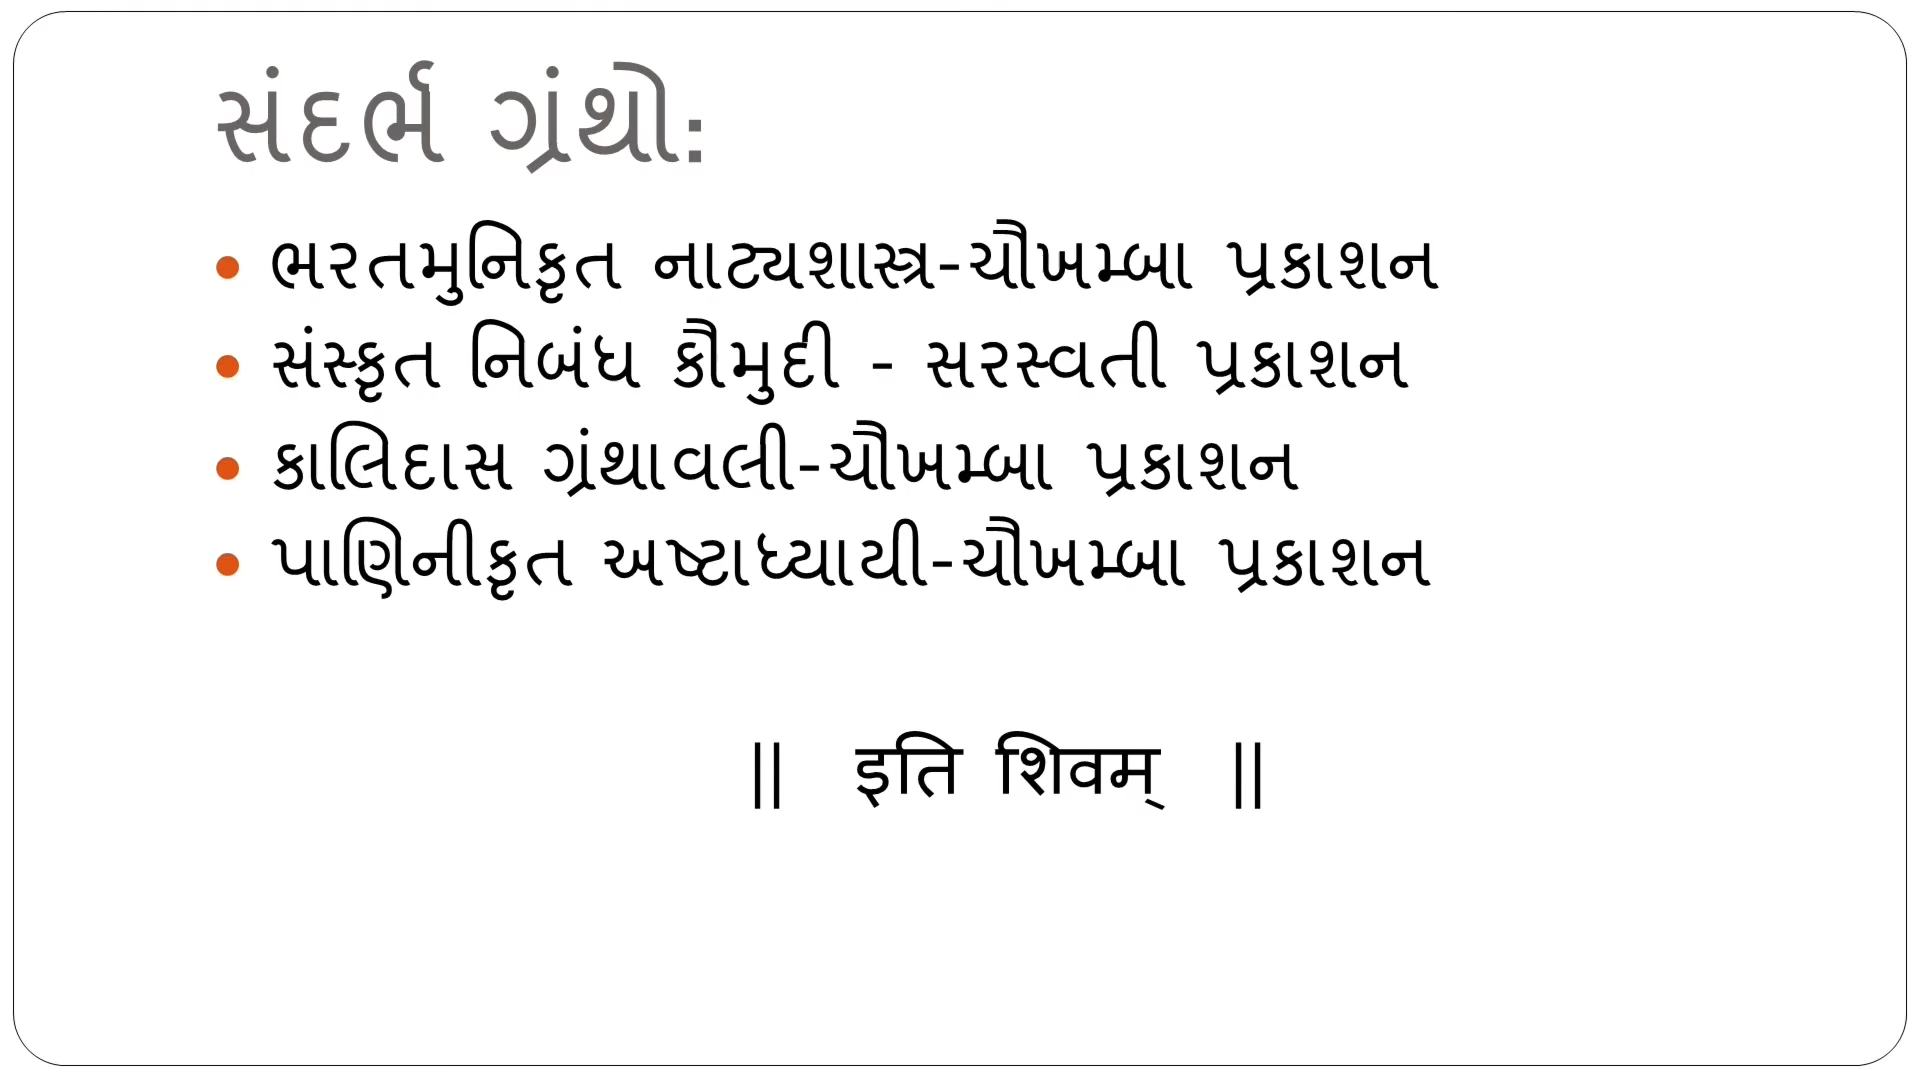 સંદર્ભ ગ્રંથો:
• ભરતમુનિકૃત નાટ્યશાસ્ત્ર-ચૌખમ્બા પ્રકાશન
• સંસ્કૃત નિબંધ કૌમુદી - સરસ્વતી પ્રકાશન
• કાલિદાસ ગ્રંથાવલી-ચૌખમ્બા પ્રકાશન
• પાણિનીકૃત અષ્ટાધ્યાયી-ચૌખમ્બા પ્રકાશન
|| इति शिवम् ||